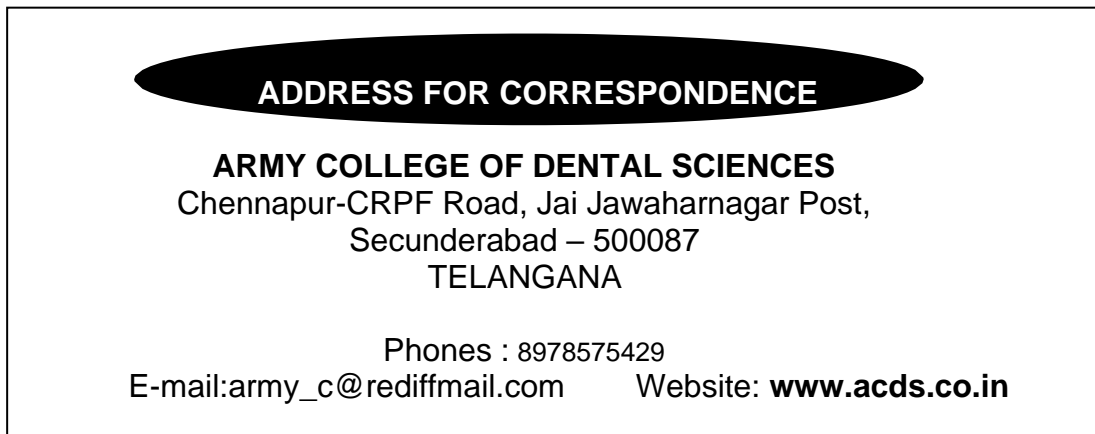 ADDRESS FOR CORRESPONDENCE
ARMY COLLEGE OF DENTAL SCIENCES
Chennapur-CRPF Road, Jai Jawaharnagar Post,
Secunderabad – 500087
TELANGANA
Phones : 8978575429
E-mail:army_c@rediffmail.com Website: www.acds.co.in